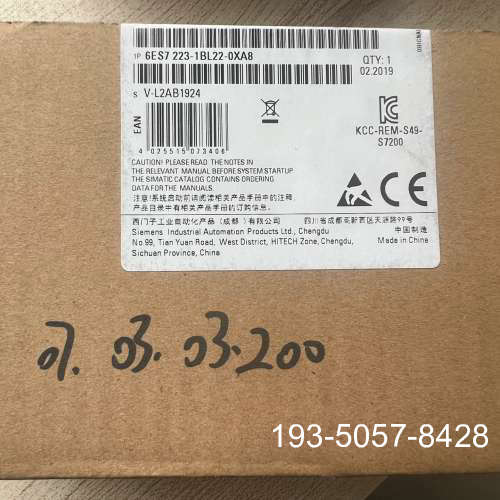 1P 6ES7 223-1BL22-0XA8
QTY: 1
02.2019
S V-L2AB1924
EAN
4 025515 073406
KCC-REM-S49-
S7200
CAUTION! PLEASE READ THE NOTES IN
THE RELEVANT MANUAL BEFORE SYSTEM STARTUP
THE SIMATIC CATALOG CONTAINS ORDERING
DATA FOR THE MANUALS.
注意!系统启动前请阅读相关产品手册中的注释。
产品目录中有相关产品手册的订购信息。
西门子工业自动化产品(成都)有限公司
四川省成都高新西区天源路99号
Siemens Industrial Automation Products Ltd., Chengdu
中国制造
No.99, Tian Yuan Road, West District, HITECH Zone, Chengdu,
Made in China
Sichuan Province, China
ORIGINAL
07. 03. 03.200
193-5057-8428